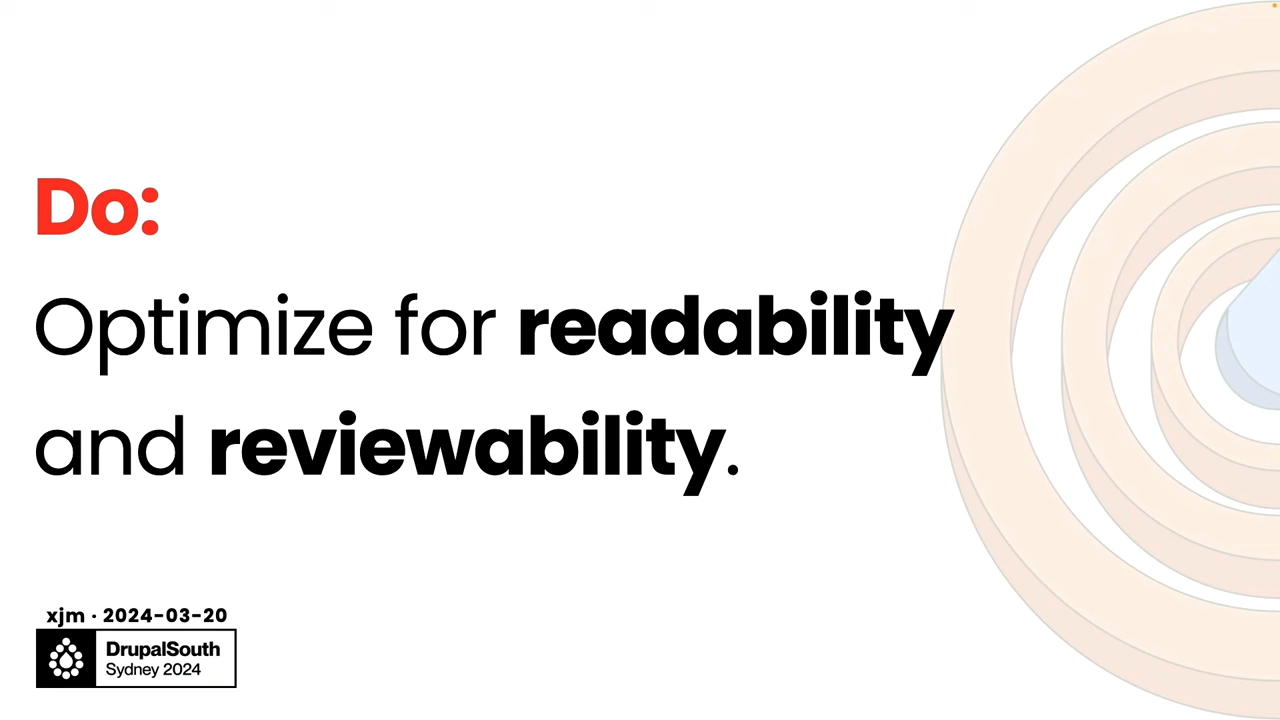 Do:
Optimize for readability
and reviewability.
xjm · 2024-03-20
DrupalSouth
Sydney 2024